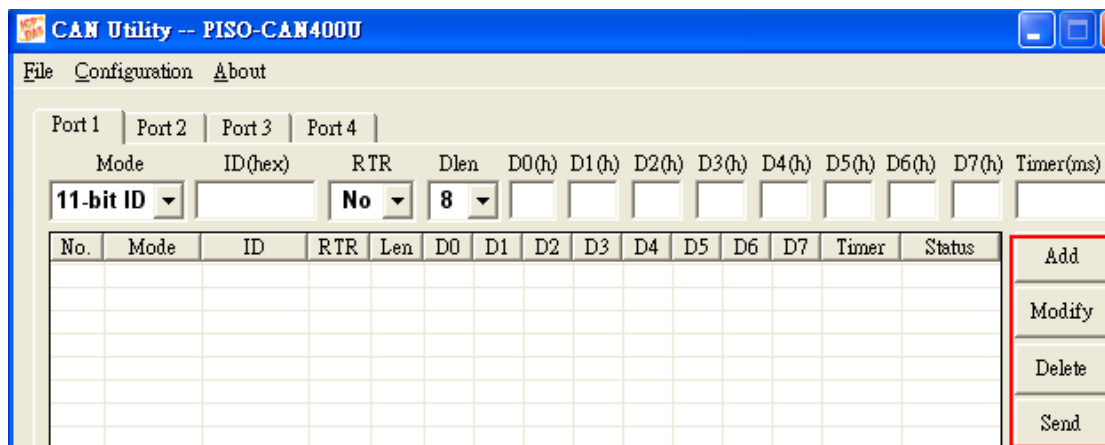 CAN Utility -- PISO-CAN400U
File Configuration About
Port 1 Port 2 Port 3 Port 4
Mode ID(hex) RTR Dlen D0(h) D1(h) D2(h) D3(h) D4(h) D5(h) D6(h) D7(h) Timer(ms)
11-bit ID No 8
No. Mode ID RTR Len D0 D1 D2 D3 D4 D5 D6 D7 Timer Status
Add
Modify
Delete
Send